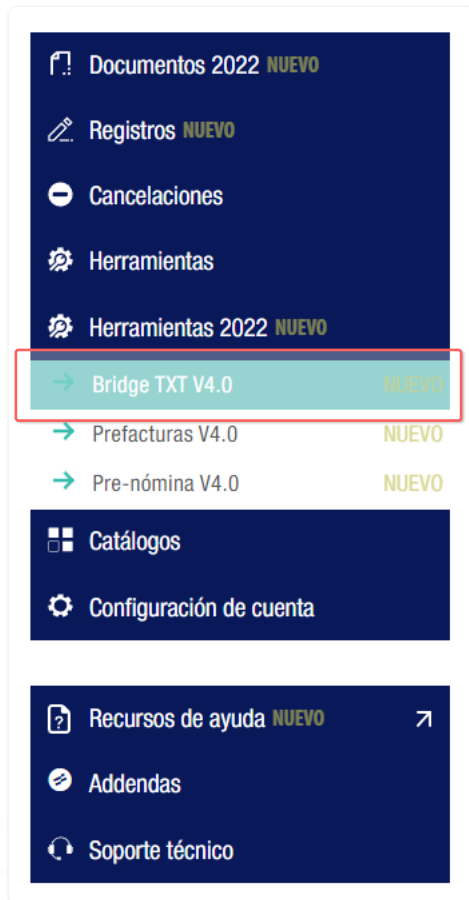 Documentos 2022 NUEVO
Registros NUEVO
Cancelaciones
Herramientas
Herramientas 2022 NUEVO
Bridge TXT V4.0 NUEVO
Prefacturas V4.0 NUEVO
Pre-nómina V4.0 NUEVO
Catálogos
Configuración de cuenta
Recursos de ayuda NUEVO
Addendas
Soporte técnico